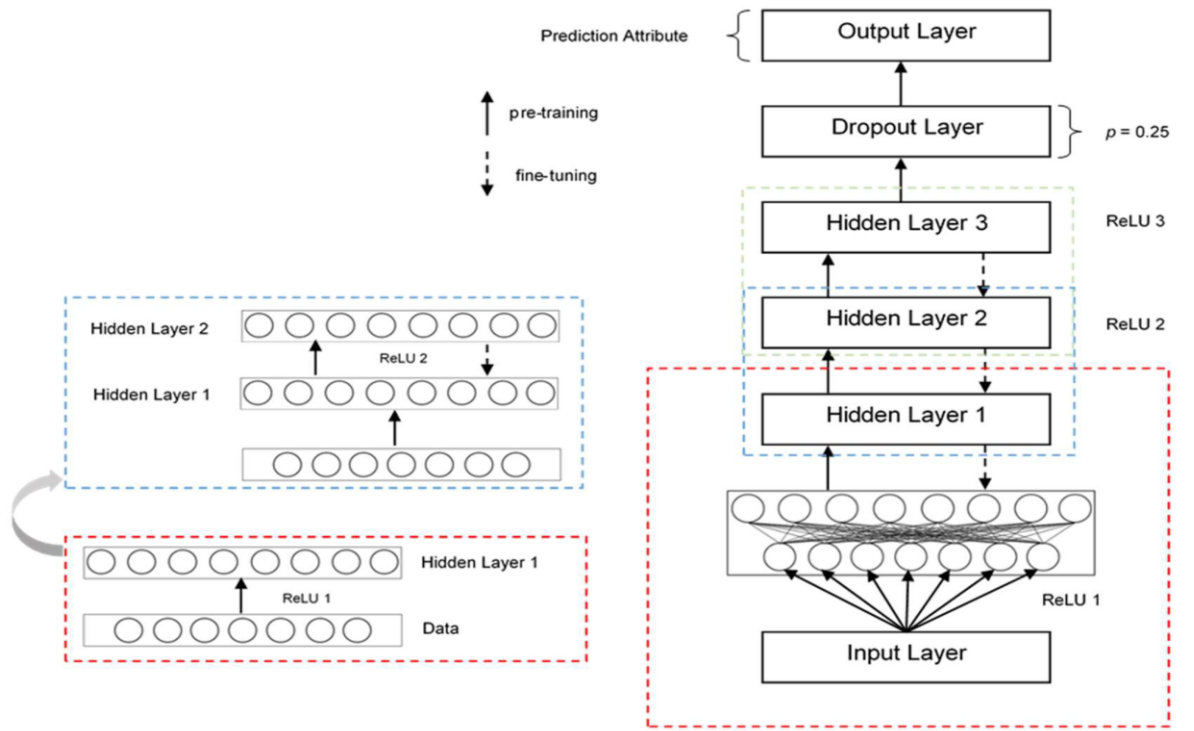 Prediction Attribute
Output Layer
pre-training
Dropout Layer
p = 0.25
fine-tuning
Hidden Layer 3
ReLU 3
Hidden Layer 2
ReLU 2
Hidden Layer 1
ReLU 1
Input Layer
Hidden Layer 2
ReLU 2
Hidden Layer 1
Hidden Layer 1
ReLU 1
Data